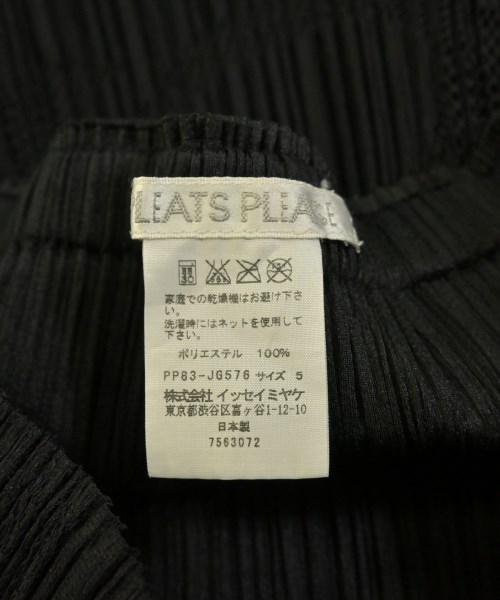 LEATS PLEASE
家庭での乾燥機はお避け下さ
い。
洗濯時にはネットを使用して
下さい。
ポリエステル 100%
PP83-JG576 サイズ 5
株式会社 イッセイミヤケ
東京都渋谷区富ヶ谷1-12-10
日本製
7563072